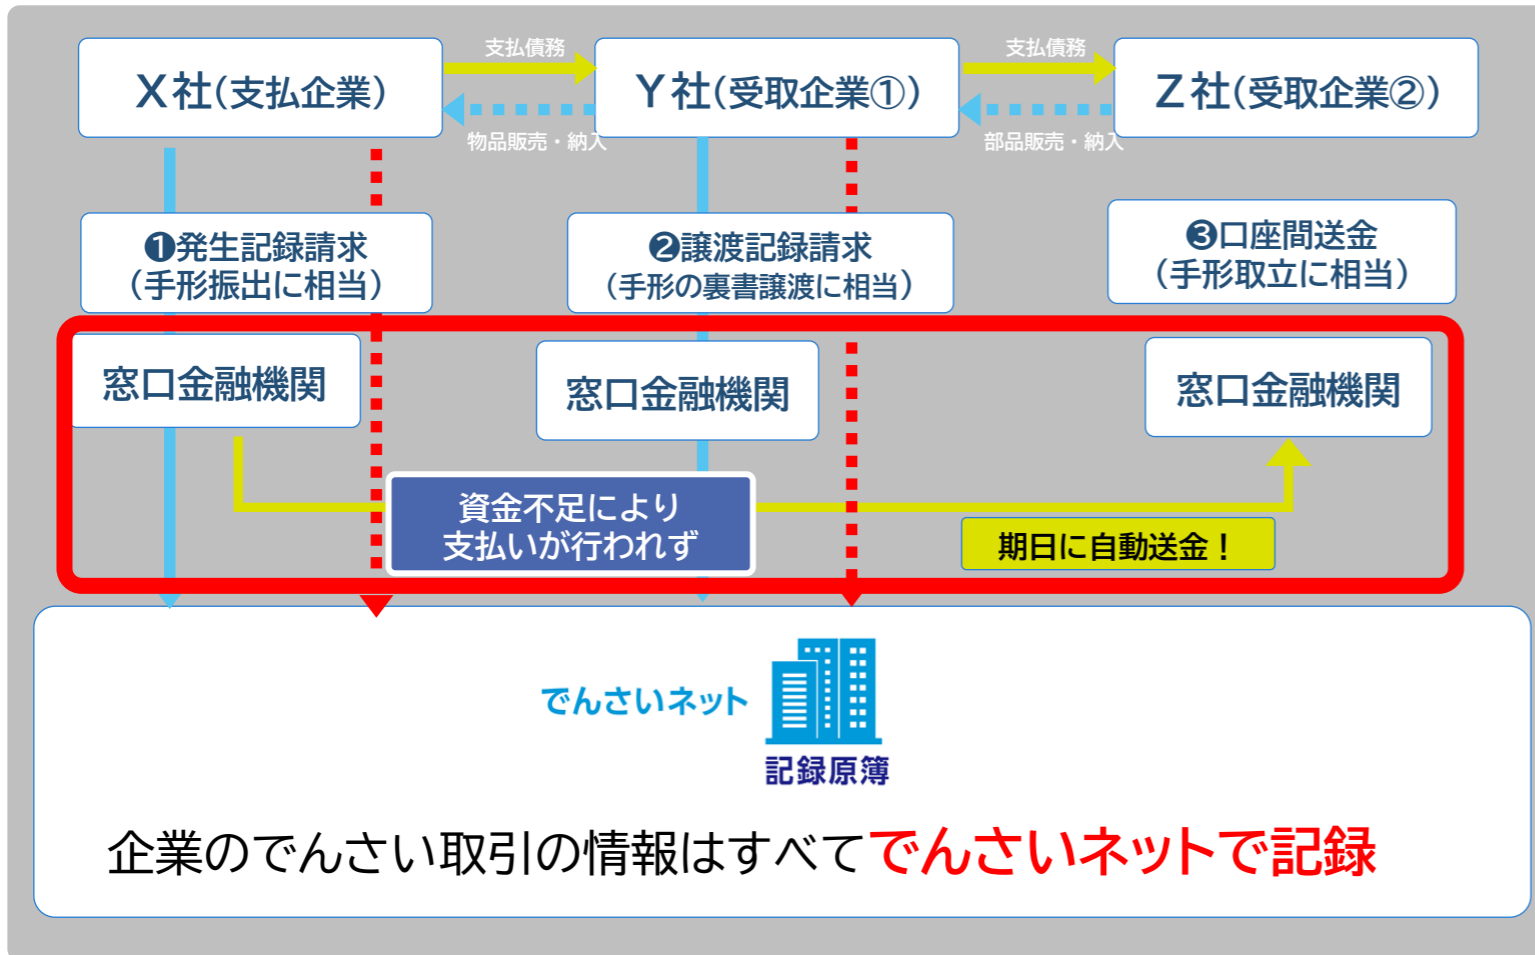 支払債務
支払債務
X社(支払企業)
Y社(受取企業①)
Z社(受取企業②)
物品販売・納入
部品販売・納入
❶発生記録請求
(手形振出に相当)
❷譲渡記録請求
(手形の裏書譲渡に相当)
❸口座間送金
(手形取立に相当)
窓口金融機関
窓口金融機関
窓口金融機関
資金不足により
支払いが行われず
期日に自動送金！
でんさいネット
記録原簿
企業のでんさい取引の情報はすべてでんさいネットで記録